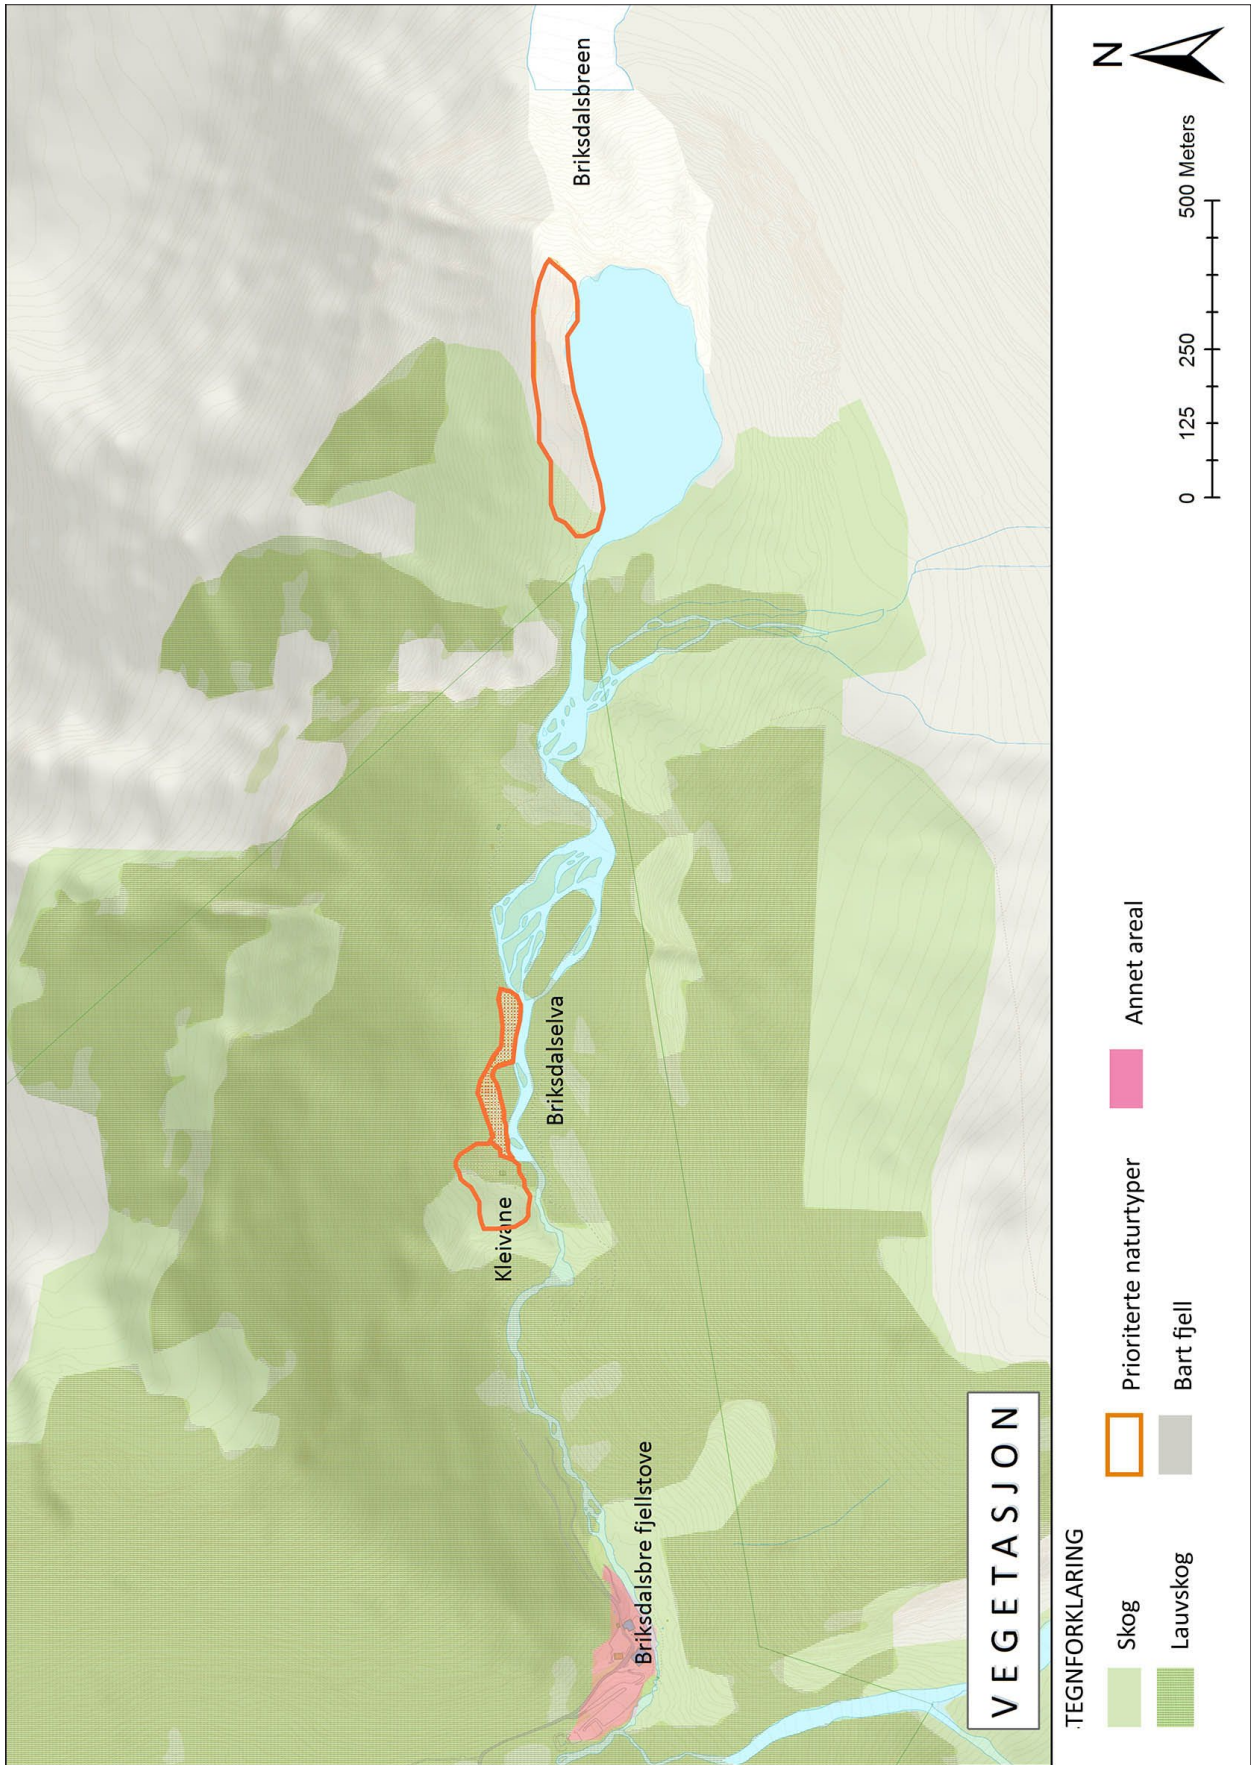 Briksdalsbreen
Kleivane
Briksdalselva
Briksdalsbre fjellstove
VEGETASJON
TEGNFORKLARING
Skog
Prioriterte naturtyper
Annet areal
Lauvskog
Bart fjell
0 125 250 500 Meters
N